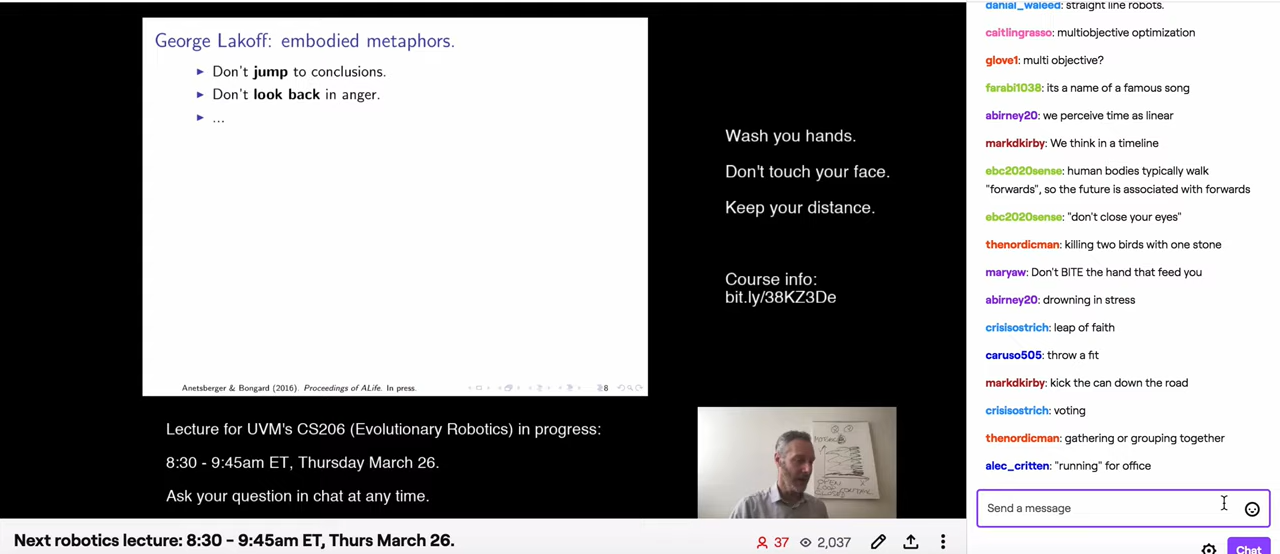 George Lakoff: embodied metaphors.
Don't jump to conclusions.
Don't look back in anger.
...
Anetsberger & Bongard (2016). Proceedings of ALife. In press.
8
Wash you hands.
Don't touch your face.
Keep your distance.
Course info:
bit.ly/38KZ3De
Lecture for UVM's CS206 (Evolutionary Robotics) in progress:
8:30 - 9:45am ET, Thursday March 26.
Ask your question in chat at any time.
Next robotics lecture: 8:30 - 9:45am ET, Thurs March 26.
37
2,037
danial_waleed: straight line robots.
caitlingrasso: multiobjective optimization
glove1: multi objective?
farabi1038: its a name of a famous song
abirney20: we perceive time as linear
markdkirby: We think in a timeline
ebc2020sense: human bodies typically walk
"forwards", so the future is associated with forwards
ebc2020sense: "don't close your eyes"
thenordicman: killing two birds with one stone
maryaw: Don't BITE the hand that feed you
abirney20: drowning in stress
crisisostrich: leap of faith
caruso505: throw a fit
markdkirby: kick the can down the road
crisisostrich: voting
thenordicman: gathering or grouping together
alec_critten: "running" for office
Send a message
Chat